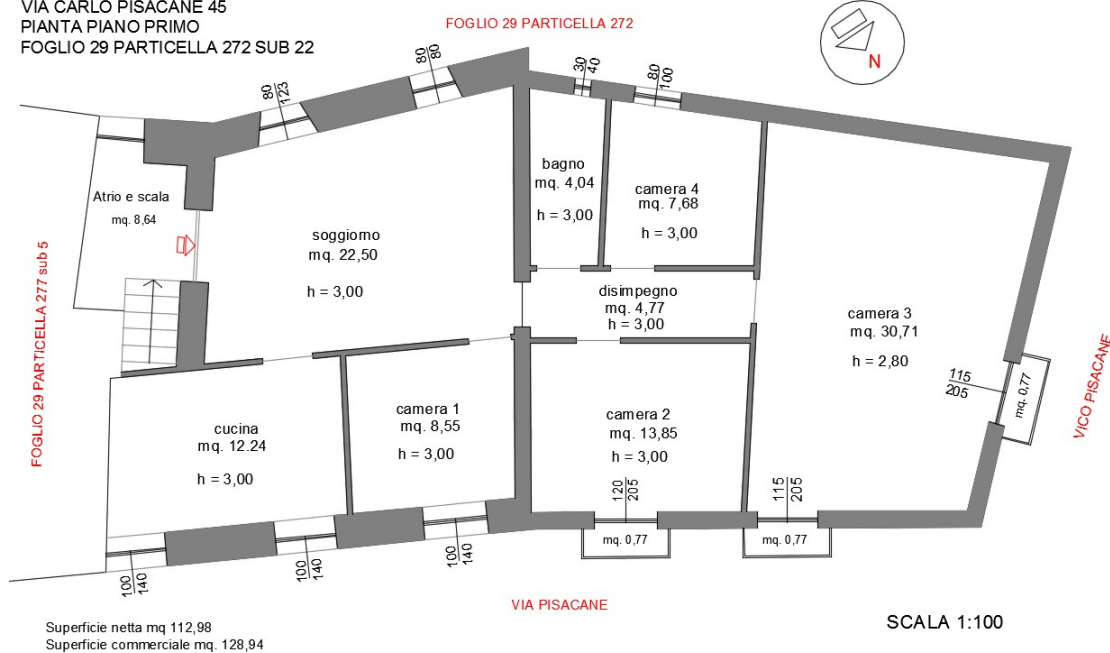 VIA CARLO PISACANE 45
PIANTA PIANO PRIMO
FOGLIO 29 PARTICELLA 272 SUB 22
FOGLIO 29 PARTICELLA 272
N
80
123
80
80
30
40
80
100
Atrio e scala
mq. 8,64
soggiorno
mq. 22,50
h = 3,00
bagno
mq. 4,04
h = 3,00
camera 4
mq. 7,68
h = 3,00
disimpegno
mq. 4,77
h = 3,00
camera 3
mq. 30,71
h = 2,80
115
205
mq. 0,77
VICO PISACANE
FOGLIO 29 PARTICELLA 277 sub 5
cucina
mq. 12.24
h = 3,00
camera 1
mq. 8,55
h = 3,00
camera 2
mq. 13,85
h = 3,00
120
205
115
205
mq. 0,77
mq. 0,77
100
140
100
140
100
140
VIA PISACANE
SCALA 1:100
Superficie netta mq 112,98
Superficie commerciale mq. 128,94